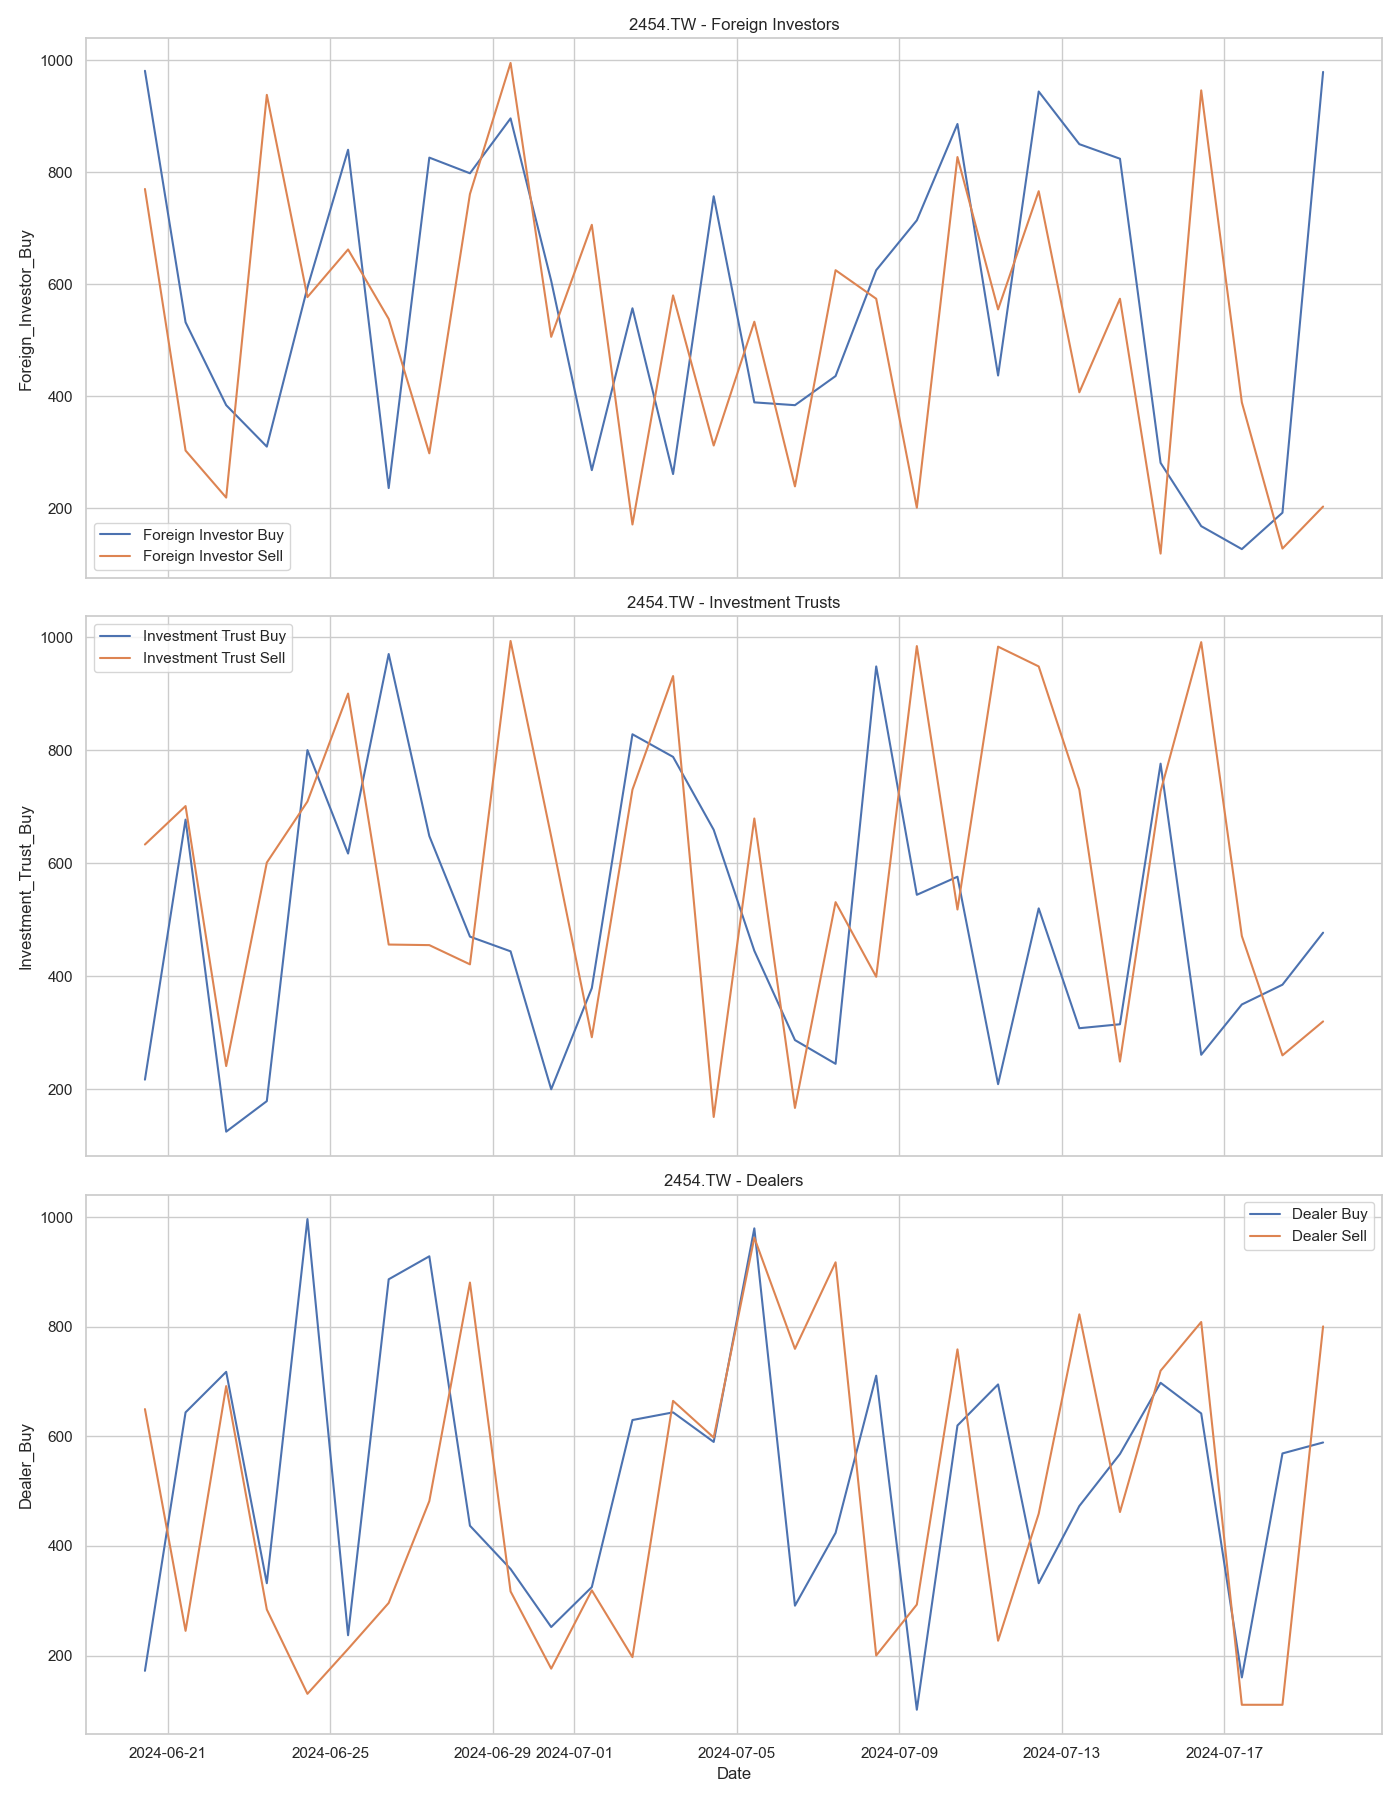 2454.TW - Foreign Investors
1000
800
600
400
200
Foreign_Investor_Buy
Foreign Investor Buy
Foreign Investor Sell
2454.TW - Investment Trusts
1000
800
600
400
200
Investment_Trust_Buy
Investment Trust Buy
Investment Trust Sell
2454.TW - Dealers
1000
800
600
400
200
Dealer_Buy
Dealer Buy
Dealer Sell
2024-06-21 2024-06-25 2024-06-29 2024-07-01 2024-07-05 2024-07-09 2024-07-13 2024-07-17
Date